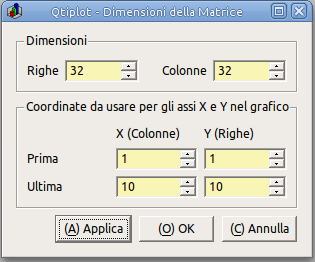 Qtiplot - Dimensioni della Matrice
Dimensioni
Righe 32 Colonne 32
Coordinate da usare per gli assi X e Y nel grafico
X (Colonne) Y (Righe)
Prima 1 1
Ultima 10 10
(A) Applica (O) OK (C) Annulla